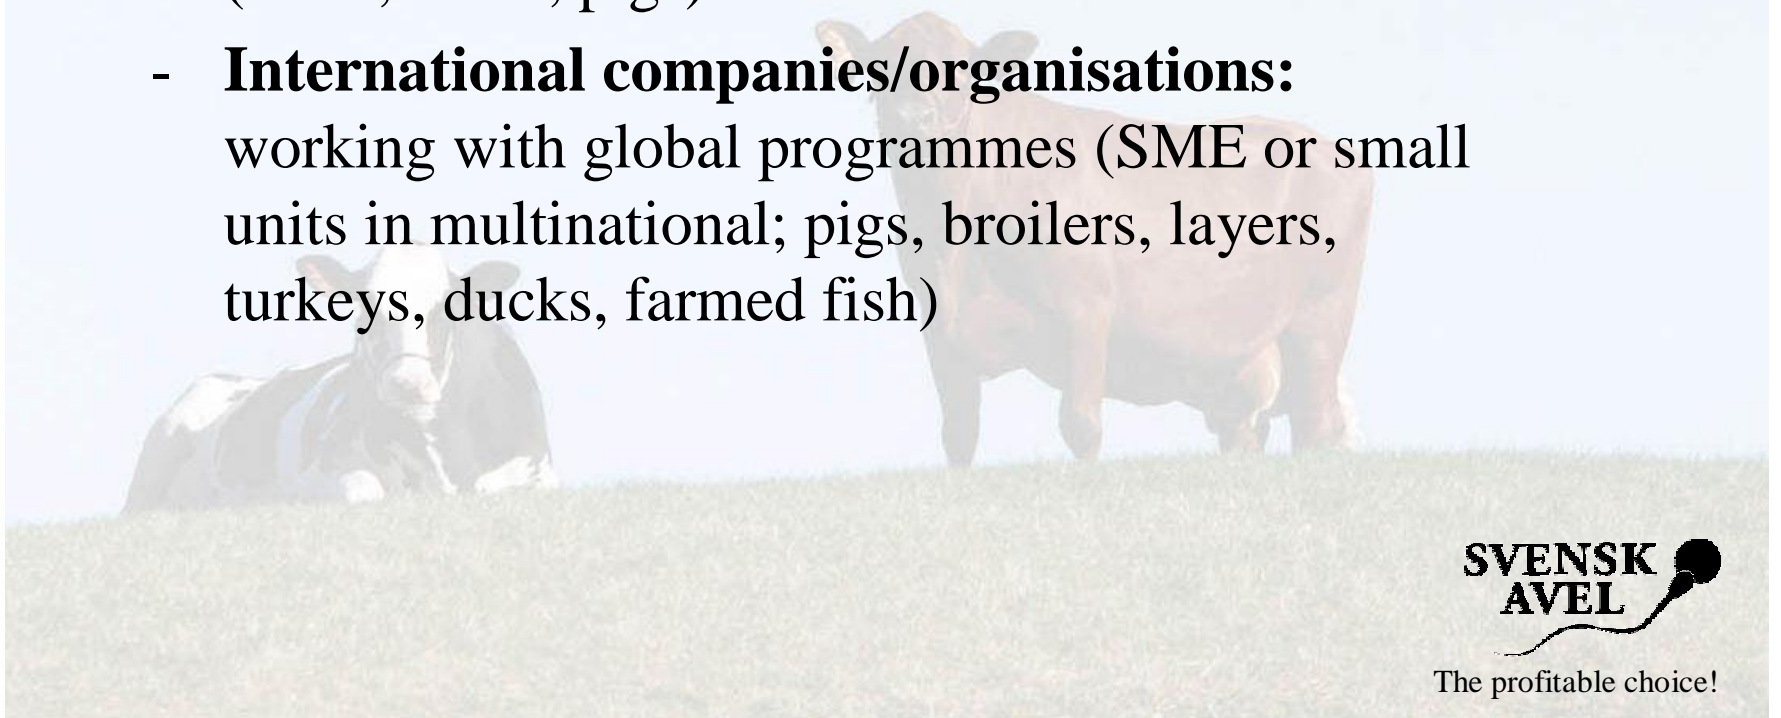 - International companies/organisations:
working with global programmes (SME or small
units in multinational; pigs, broilers, layers,
turkeys, ducks, farmed fish)
SVENSK
AVEL
The profitable choice!